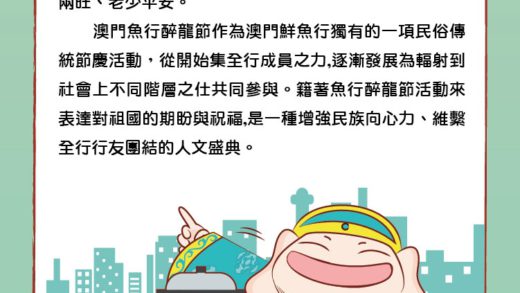 兩旺、老少平安。
澳門魚行醉龍節作為澳門鮮魚行獨有的一項民俗傳
統節慶活動，從開始集全行成員之力,逐漸發展為輻射到
社會上不同階層之仕共同參與。籍著魚行醉龍節活動來
表達對祖國的期盼與祝福,是一種增強民族向心力、維繫
全行行友團結的人文盛典。